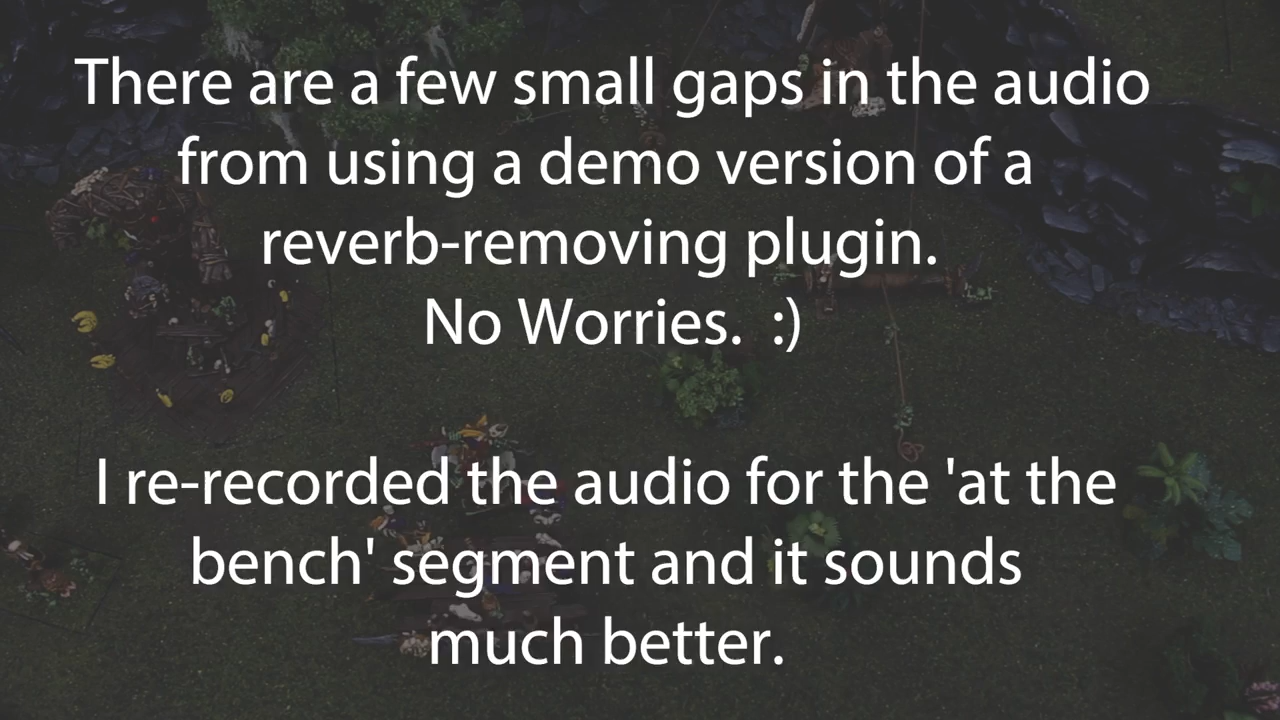 There are a few small gaps in the audio
from using a demo version of a
reverb-removing plugin.
No Worries.  :)
I re-recorded the audio for the 'at the
bench' segment and it sounds
much better.